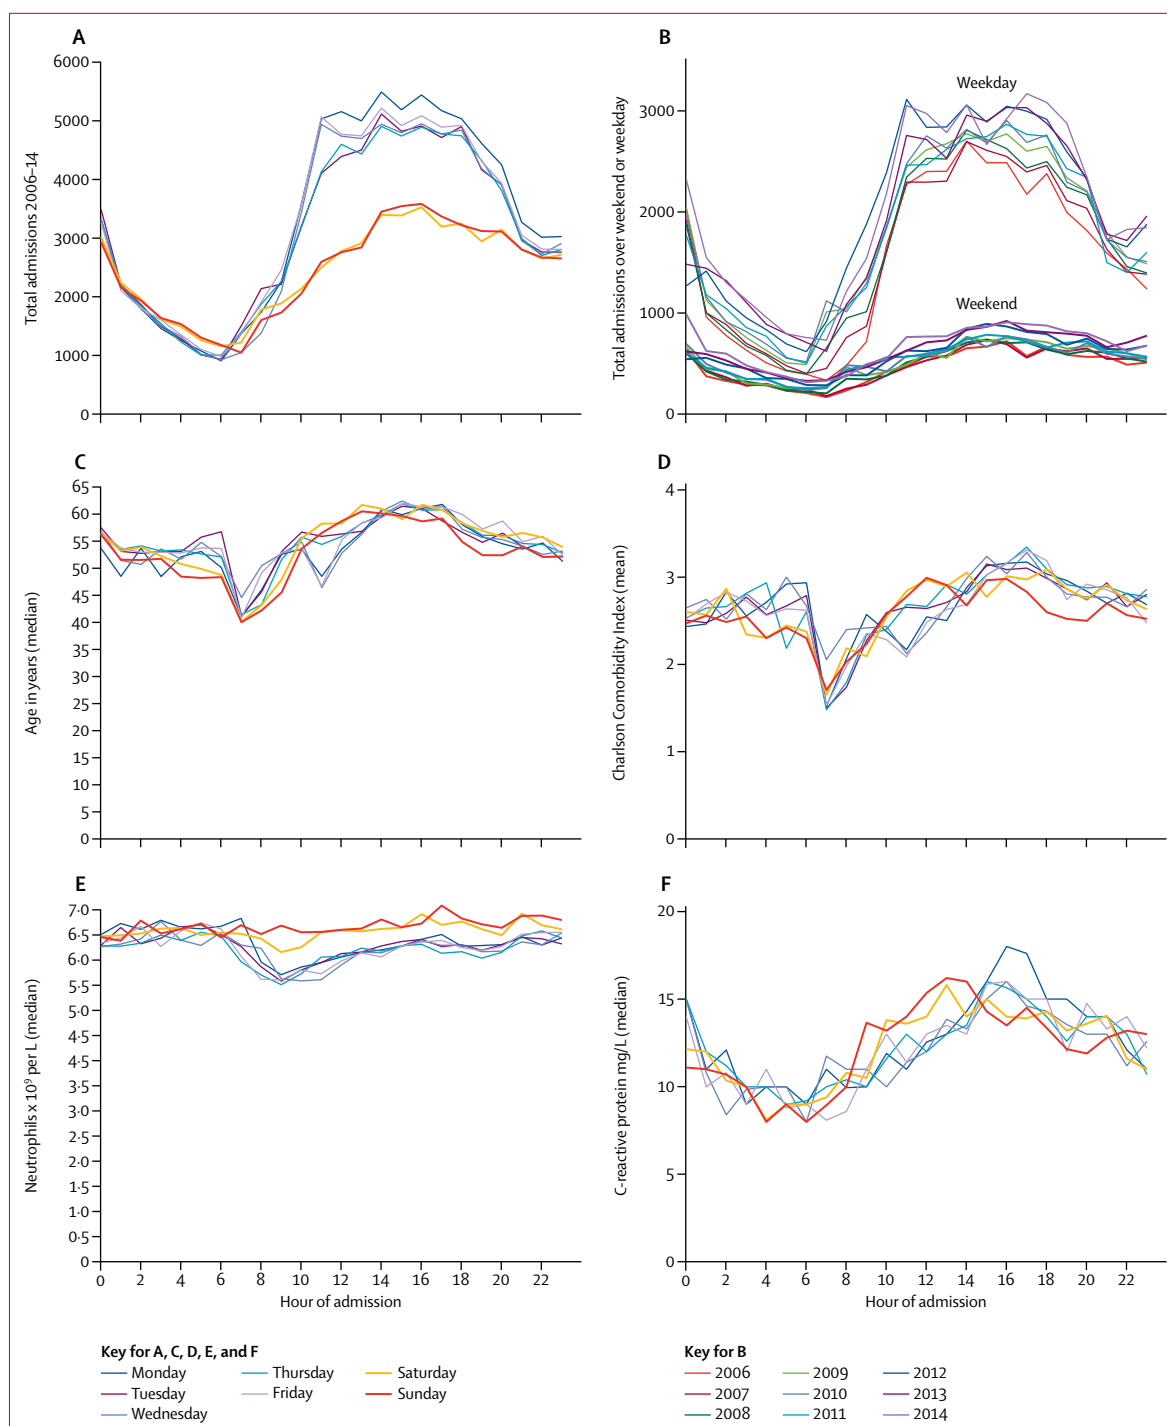 A
6000
5000
4000
3000
2000
1000
0
Total admissions 2006–14
B
3000
2000
1000
0
Total admissions over weekend or weekday
Weekday
Weekend
C
65
60
55
50
45
40
35
30
25
20
15
10
5
0
Age in years (median)
D
4
3
2
1
0
Charlson Comorbidity Index (mean)
E
7·0
6·5
6·0
5·5
5·0
4·5
4·0
3·5
3·0
2·5
2·0
1·5
1·0
0·5
0
Neutrophils x 10⁹ per L (median)
0 2 4 6 8 10 12 14 16 18 20 22
Hour of admission
F
20
15
10
5
0
C-reactive protein mg/L (median)
0 2 4 6 8 10 12 14 16 18 20 22
Hour of admission
Key for A, C, D, E, and F
Monday Thursday Saturday
Tuesday Friday Sunday
Wednesday
Key for B
2006 2009 2012
2007 2010 2013
2008 2011 2014